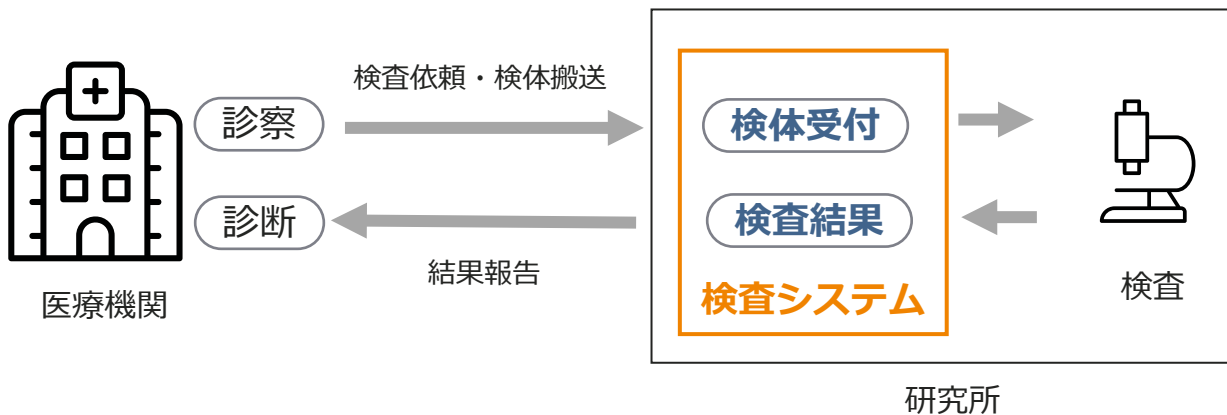 検査依頼・検体搬送
診察
検体受付
診断
検査結果
結果報告
検査システム
検査
医療機関
研究所